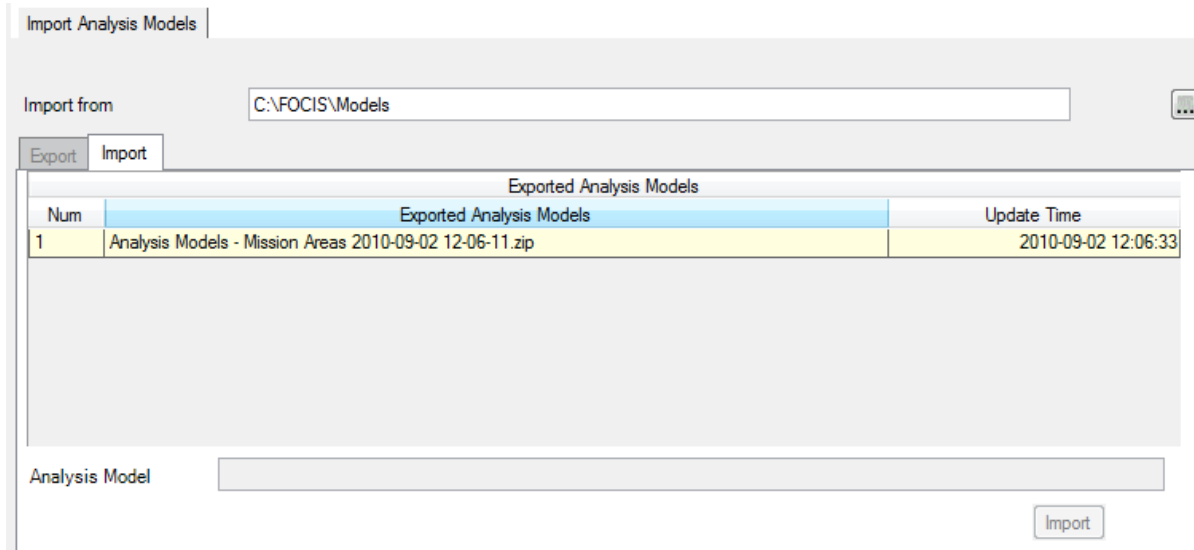 Import Analysis Models
Import from C:\FOCIS\Models ...
Export Import
Exported Analysis Models
Num Exported Analysis Models Update Time
1 Analysis Models - Mission Areas 2010-09-02 12-06-11.zip 2010-09-02 12:06:33
Analysis Model
Import